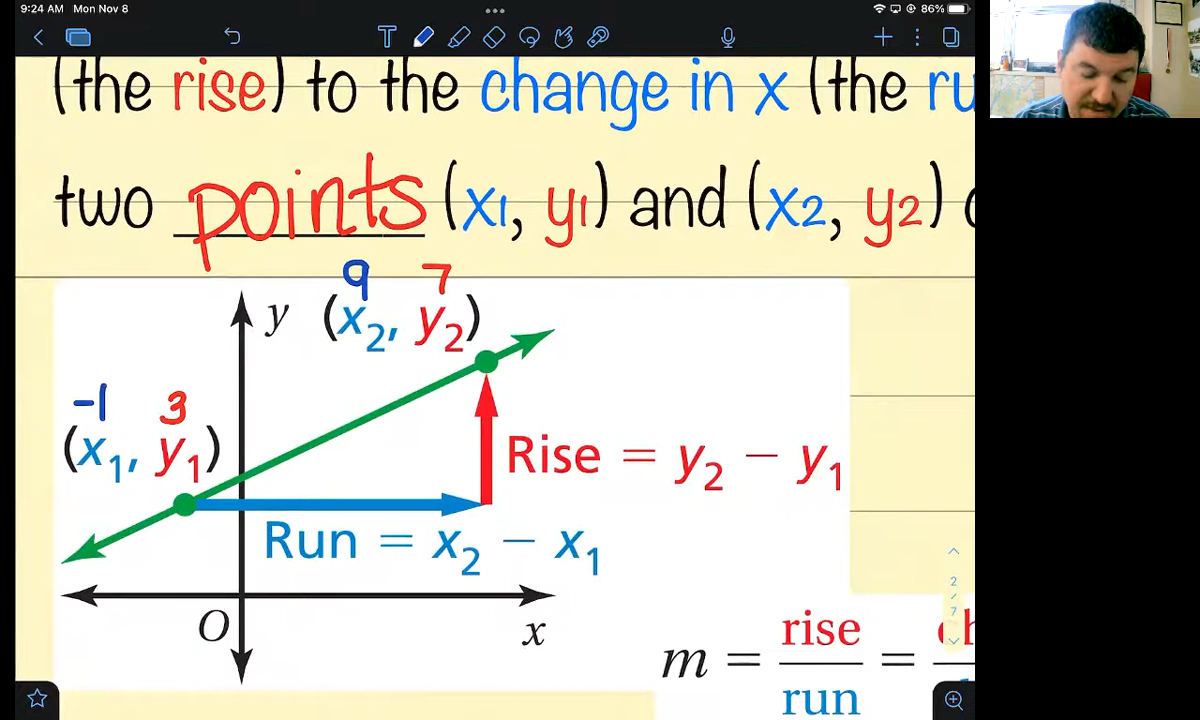 9:24 AM Mon Nov 8
86%
T
(the rise) to the change in x (the ru
two points (x1, y1) and (x2, y2)
9 7
y (x2, y2)
-1 3
(x1, y1)
Rise = y2 − y1
Run = x2 − x1
O x
2
/
7
m = rise/run =